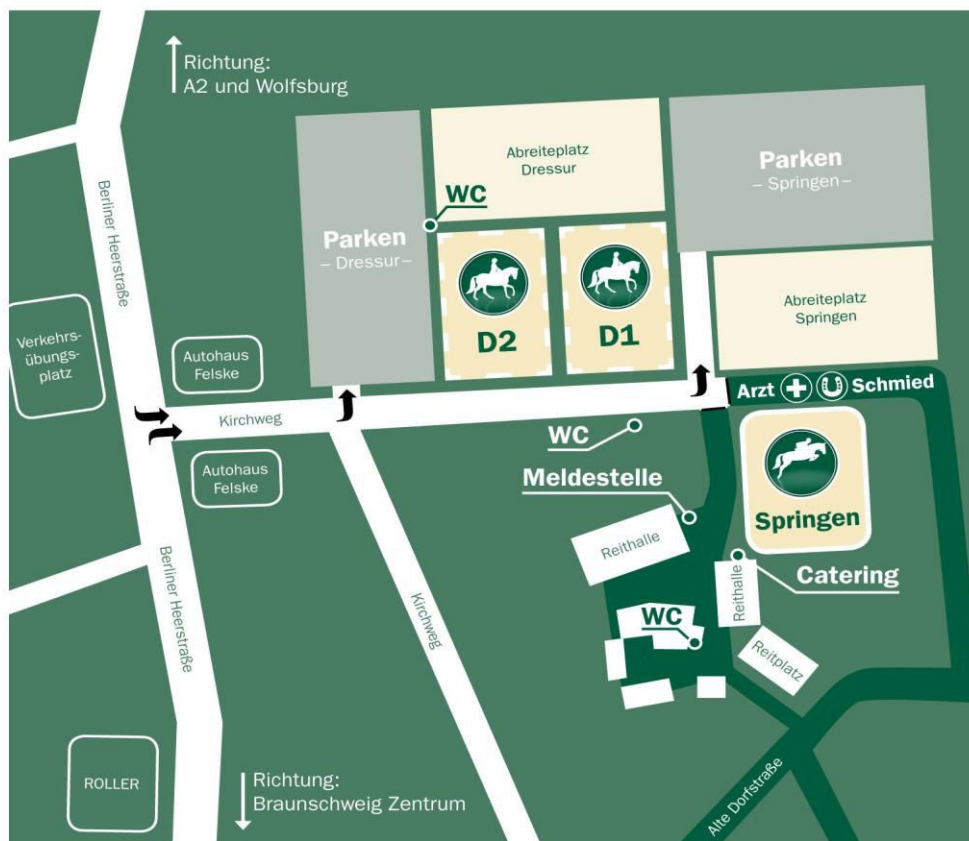 Richtung:
A2 und Wolfsburg
Abreiteplatz
Dressur
Parken
– Springen –
WC
Parken
– Dressur –
Berliner Heerstraße
D2
D1
Abreiteplatz
Springen
Verkehrs-
übungs-
platz
Autohaus
Felske
Kirchweg
Arzt
Schmied
WC
Autohaus
Felske
Meldestelle
Springen
Reithalle
Berliner Heerstraße
Kirchweg
Reithalle
Catering
WC
Reitplatz
Alte Dorfstraße
ROLLER
Richtung:
Braunschweig Zentrum